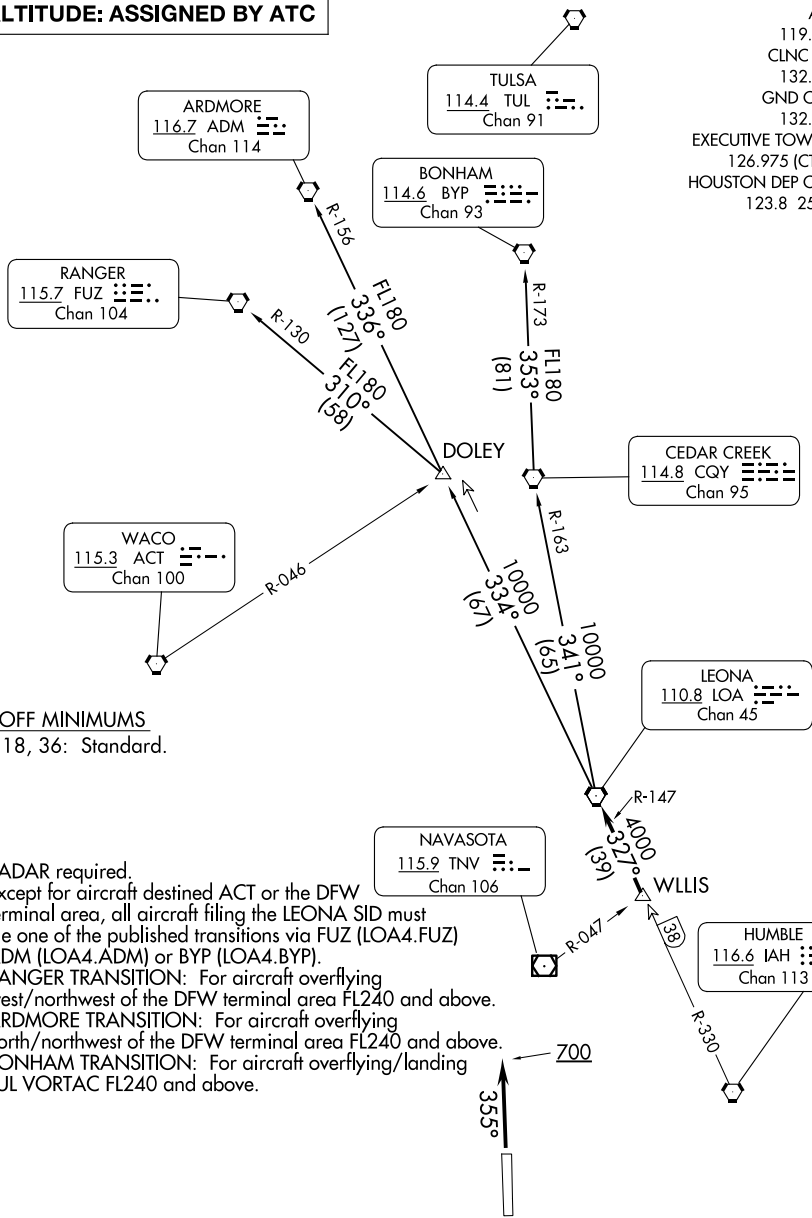 ALTITUDE: ASSIGNED BY ATC
119.
CLNC
132.
GND C
132.
EXECUTIVE TOW
126.975 (CT
HOUSTON DEP C
123.8 25
TULSA
114.4 TUL
Chan 91
ARDMORE
116.7 ADM
Chan 114
BONHAM
114.6 BYP
Chan 93
RANGER
115.7 FUZ
Chan 104
R-156
R-130
R-173
FL180
336°
(127)
FL180
310°
(58)
FL180
353°
(81)
DOLEY
CEDAR CREEK
114.8 CQY
Chan 95
WACO
115.3 ACT
Chan 100
R-046
R-163
10000
334°
(67)
10000
341°
(65)
LEONA
110.8 LOA
Chan 45
OFF MINIMUMS
18, 36: Standard.
R-147
4000
327°
(39)
NAVASOTA
115.9 TNV
Chan 106
WLLIS
R-047
38
HUMBLE
116.6 IAH
Chan 113
R-330
ADAR required.
xcept for aircraft destined ACT or the DFW
erminal area, all aircraft filing the LEONA SID must
e one of the published transitions via FUZ (LOA4.FUZ)
ADM (LOA4.ADM) or BYP (LOA4.BYP).
ANGER TRANSITION: For aircraft overflying
est/northwest of the DFW terminal area FL240 and above.
RDMORE TRANSITION: For aircraft overflying
orth/northwest of the DFW terminal area FL240 and above.
ONHAM TRANSITION: For aircraft overflying/landing
UL VORTAC FL240 and above.
700
355°